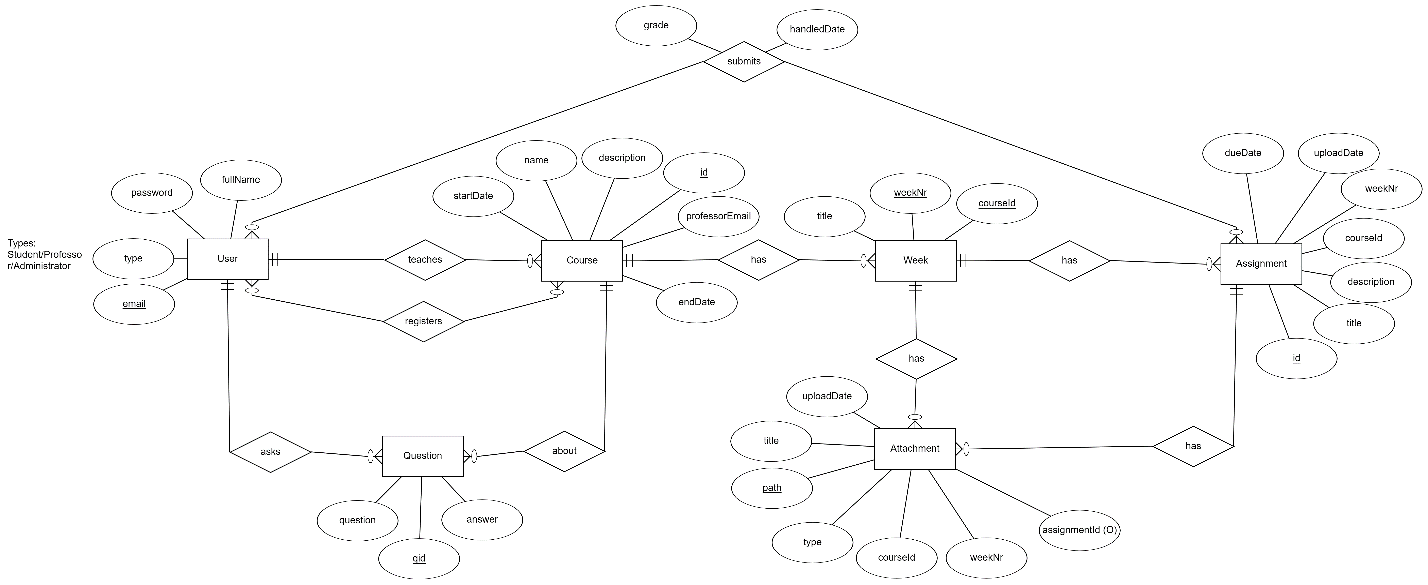 grade
handledDate
submits
name
description
id
startDate
professorEmail
endDate
password
fullName
Types:
Student/Professo
r/Administrator
type
email
User
teaches
registers
Course
has
title
weekNr
courseId
Week
has
dueDate
uploadDate
weekNr
courseId
description
title
id
Assignment
has
uploadDate
title
path
type
courseId
weekNr
assignmentId (O)
Attachment
has
asks
Question
about
question
qid
answer